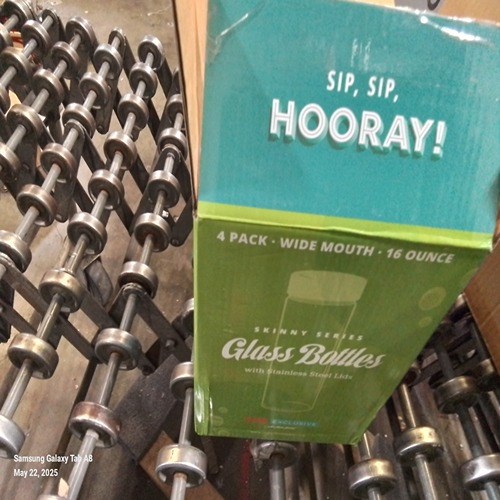 SIP, SIP,
HOORAY!
4 PACK · WIDE MOUTH · 16 OUNCE
SKINNY SERIES
Glass Bottles
with Stainless Steel Lids
EXCLUSIVE
Samsung Galaxy Tab A8
May 22, 2025